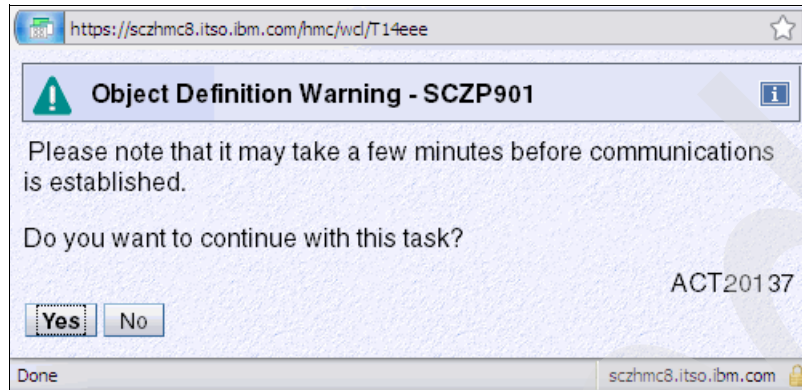 https://sczhmc8.itso.ibm.com/hmc/wcl/T14eee
Object Definition Warning - SCZP901
Please note that it may take a few minutes before communications
is established.
Do you want to continue with this task?
ACT20137
Yes No
Done sczhmc8.itso.ibm.com